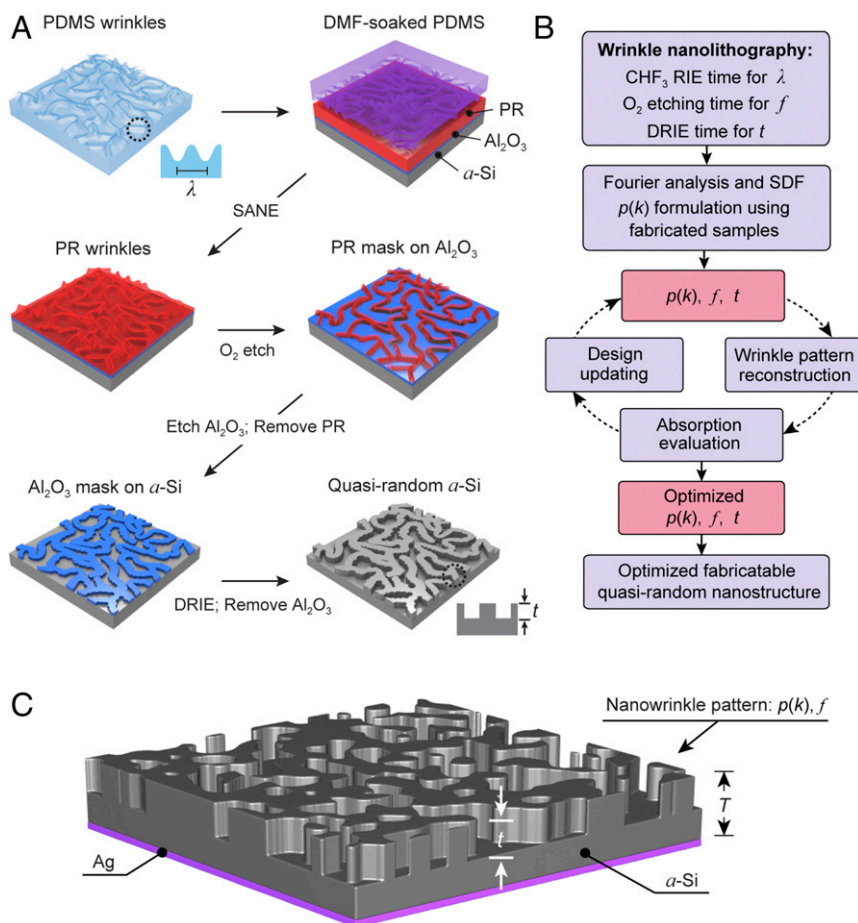 A
PDMS wrinkles
DMF-soaked PDMS
PR
Al₂O₃
a-Si
λ
SANE
PR wrinkles
PR mask on Al₂O₃
O₂ etch
Etch Al₂O₃; Remove PR
Al₂O₃ mask on a-Si
Quasi-random a-Si
DRIE; Remove Al₂O₃
t
B
Wrinkle nanolithography:
CHF₃ RIE time for λ
O₂ etching time for f
DRIE time for t
Fourier analysis and SDF
p(k) formulation using
fabricated samples
p(k), f, t
Design
updating
Wrinkle pattern
reconstruction
Absorption
evaluation
Optimized
p(k), f, t
Optimized fabricatable
quasi-random nanostructure
C
Nanowrinkle pattern: p(k), f
T
t
Ag
a-Si